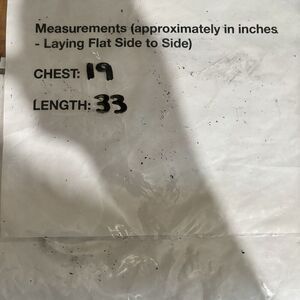 Measurements (approximately in inches
- Laying Flat Side to Side)
CHEST: 19
LENGTH: 33